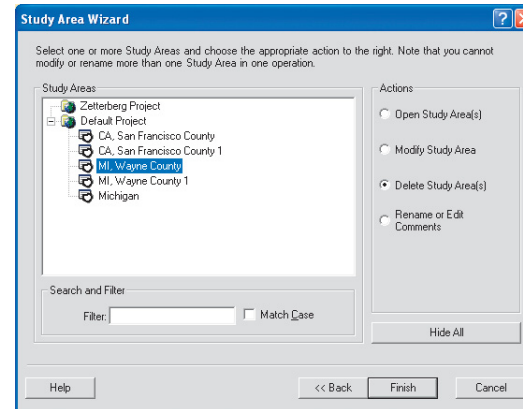 Study Area Wizard
Select one or more Study Areas and choose the appropriate action to the right. Note that you cannot
modify or rename more than one Study Area in one operation.
Study Areas
Zetterberg Project
Default Project
CA, San Francisco County
CA, San Francisco County 1
MI, Wayne County
MI, Wayne County 1
Michigan
Search and Filter
Filter:
Match Case
Actions
Open Study Area(s)
Modify Study Area
Delete Study Area(s)
Rename or Edit
Comments
Hide All
Help
<< Back
Finish
Cancel